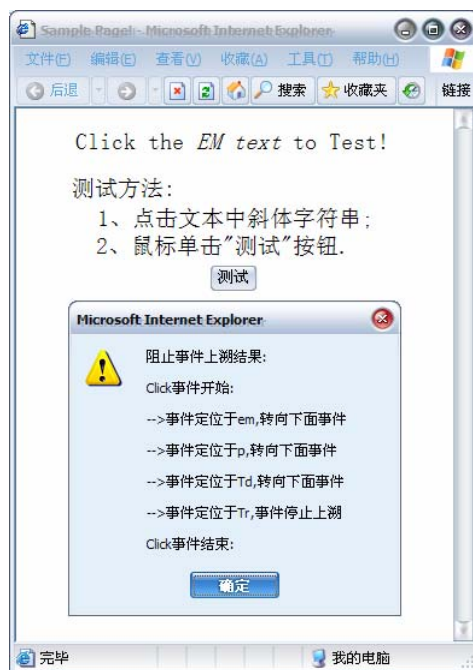 Sample Page! - Microsoft Internet Explorer
文件(F) 编辑(E) 查看(V) 收藏(A) 工具(T) 帮助(H)
后退 搜索 收藏夹 链接
Click the EM text to Test!
测试方法:
1、点击文本中斜体字符串;
2、鼠标单击"测试"按钮.
测试
Microsoft Internet Explorer
阻止事件上溯结果:
Click事件开始:
-->事件定位于em,转向下面事件
-->事件定位于p,转向下面事件
-->事件定位于Td,转向下面事件
-->事件定位于Tr,事件停止上溯
Click事件结束:
确定
完毕 我的电脑